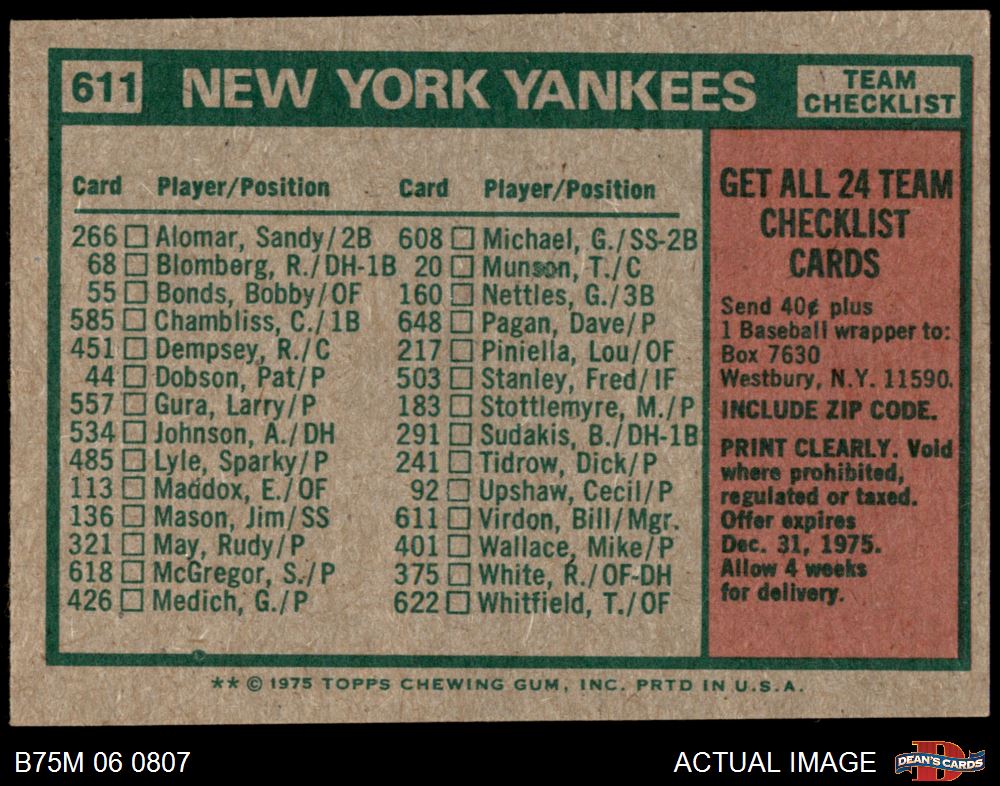 611 NEW YORK YANKEES TEAM CHECKLIST
Card Player/Position
266 Alomar, Sandy/2B
68 Blomberg, R./DH-1B
55 Bonds, Bobby/OF
585 Chambliss, C./1B
451 Dempsey, R./C
44 Dobson, Pat/P
557 Gura, Larry/P
534 Johnson, A./DH
485 Lyle, Sparky/P
113 Maddox, E./OF
136 Mason, Jim/SS
321 May, Rudy/P
618 McGregor, S./P
426 Medich, G./P
Card Player/Position
608 Michael, G./SS-2B
20 Munson, T./C
160 Nettles, G./3B
648 Pagan, Dave/P
217 Piniella, Lou/OF
503 Stanley, Fred/IF
183 Stottlemyre, M./P
291 Sudakis, B./DH-1B
241 Tidrow, Dick/P
92 Upshaw, Cecil/P
611 Virdon, Bill/Mgr.
401 Wallace, Mike/P
375 White, R./OF-DH
622 Whitfield, T./OF
GET ALL 24 TEAM
CHECKLIST
CARDS
Send 40¢ plus
1 Baseball wrapper to:
Box 7630
Westbury, N.Y. 11590.
INCLUDE ZIP CODE.
PRINT CLEARLY. Void
where prohibited,
regulated or taxed.
Offer expires
Dec. 31, 1975.
Allow 4 weeks
for delivery.
** © 1975 TOPPS CHEWING GUM, INC. PRTD IN U.S.A.
B75M 06 0807
ACTUAL IMAGE
D
DEAN'S CARDS